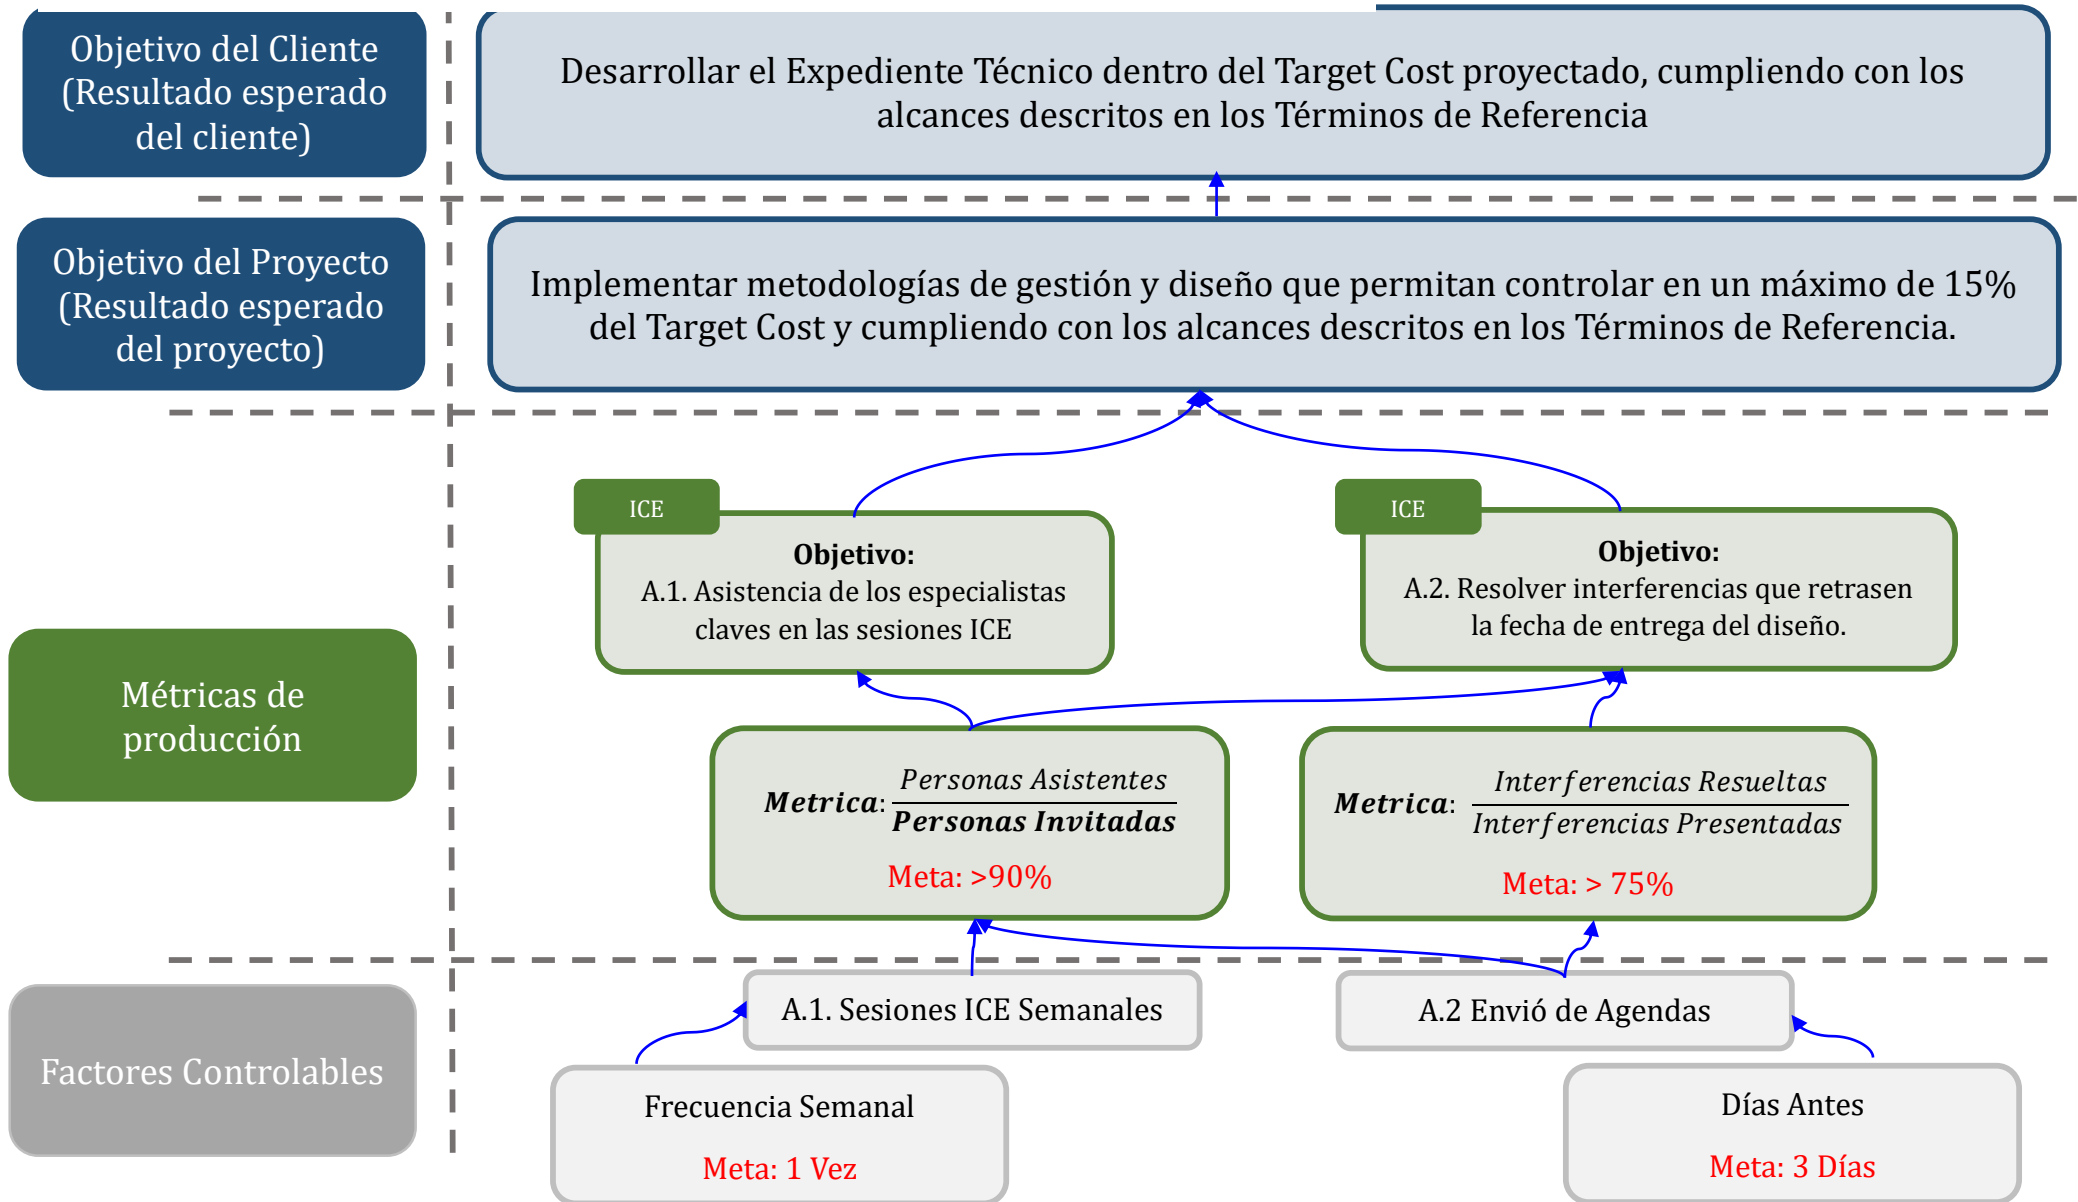 Objetivo del Cliente
(Resultado esperado
del cliente)
Desarrollar el Expediente Técnico dentro del Target Cost proyectado, cumpliendo con los
alcances descritos en los Términos de Referencia
Objetivo del Proyecto
(Resultado esperado
del proyecto)
Implementar metodologías de gestión y diseño que permitan controlar en un máximo de 15%
del Target Cost y cumpliendo con los alcances descritos en los Términos de Referencia.
Métricas de
producción
ICE
Objetivo:
A.1. Asistencia de los especialistas
claves en las sesiones ICE
ICE
Objetivo:
A.2. Resolver interferencias que retrasen
la fecha de entrega del diseño.
Metrica: Personas Asistentes
Personas Invitadas
Meta: >90%
Metrica: Interferencias Resueltas
Interferencias Presentadas
Meta: > 75%
Factores Controlables
A.1. Sesiones ICE Semanales
A.2 Envió de Agendas
Frecuencia Semanal
Meta: 1 Vez
Días Antes
Meta: 3 Días